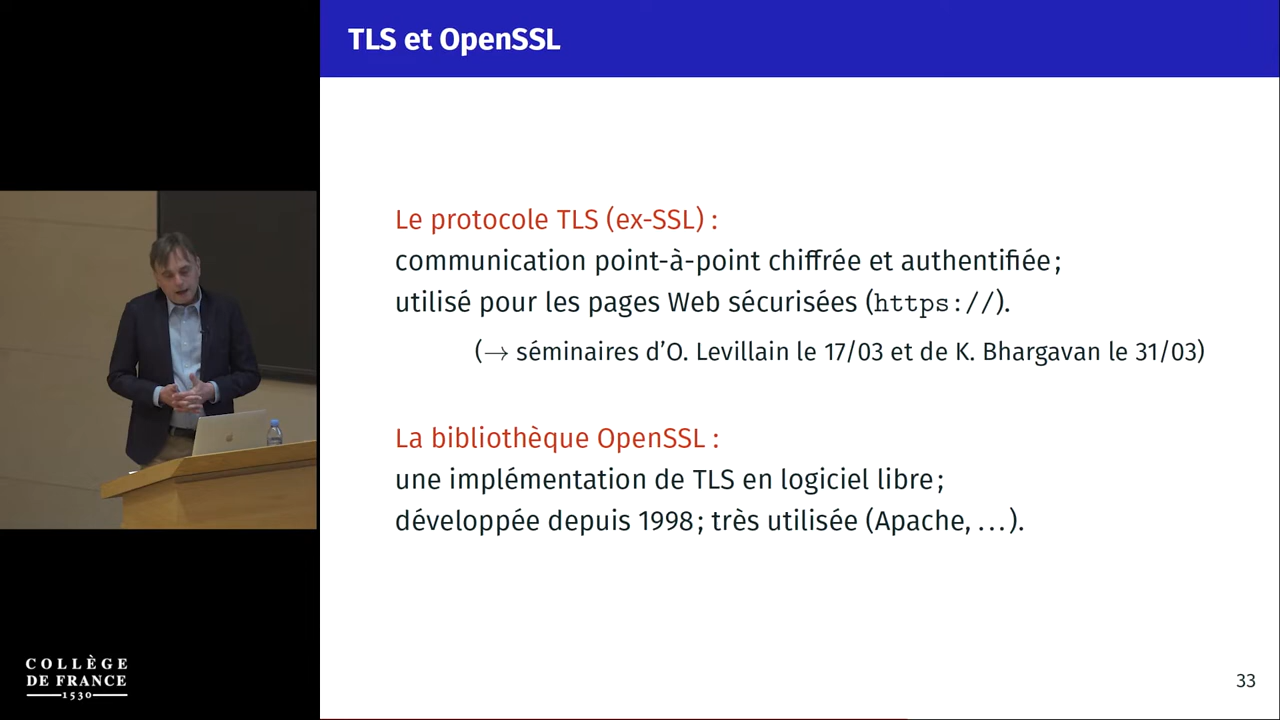 TLS et OpenSSL
Le protocole TLS (ex-SSL) :
communication point-à-point chiffrée et authentifiée ;
utilisé pour les pages Web sécurisées (https://).
(→ séminaires d’O. Levillain le 17/03 et de K. Bhargavan le 31/03)
La bibliothèque OpenSSL :
une implémentation de TLS en logiciel libre ;
développée depuis 1998 ; très utilisée (Apache, …).
COLLÈGE
DE FRANCE
1530
33